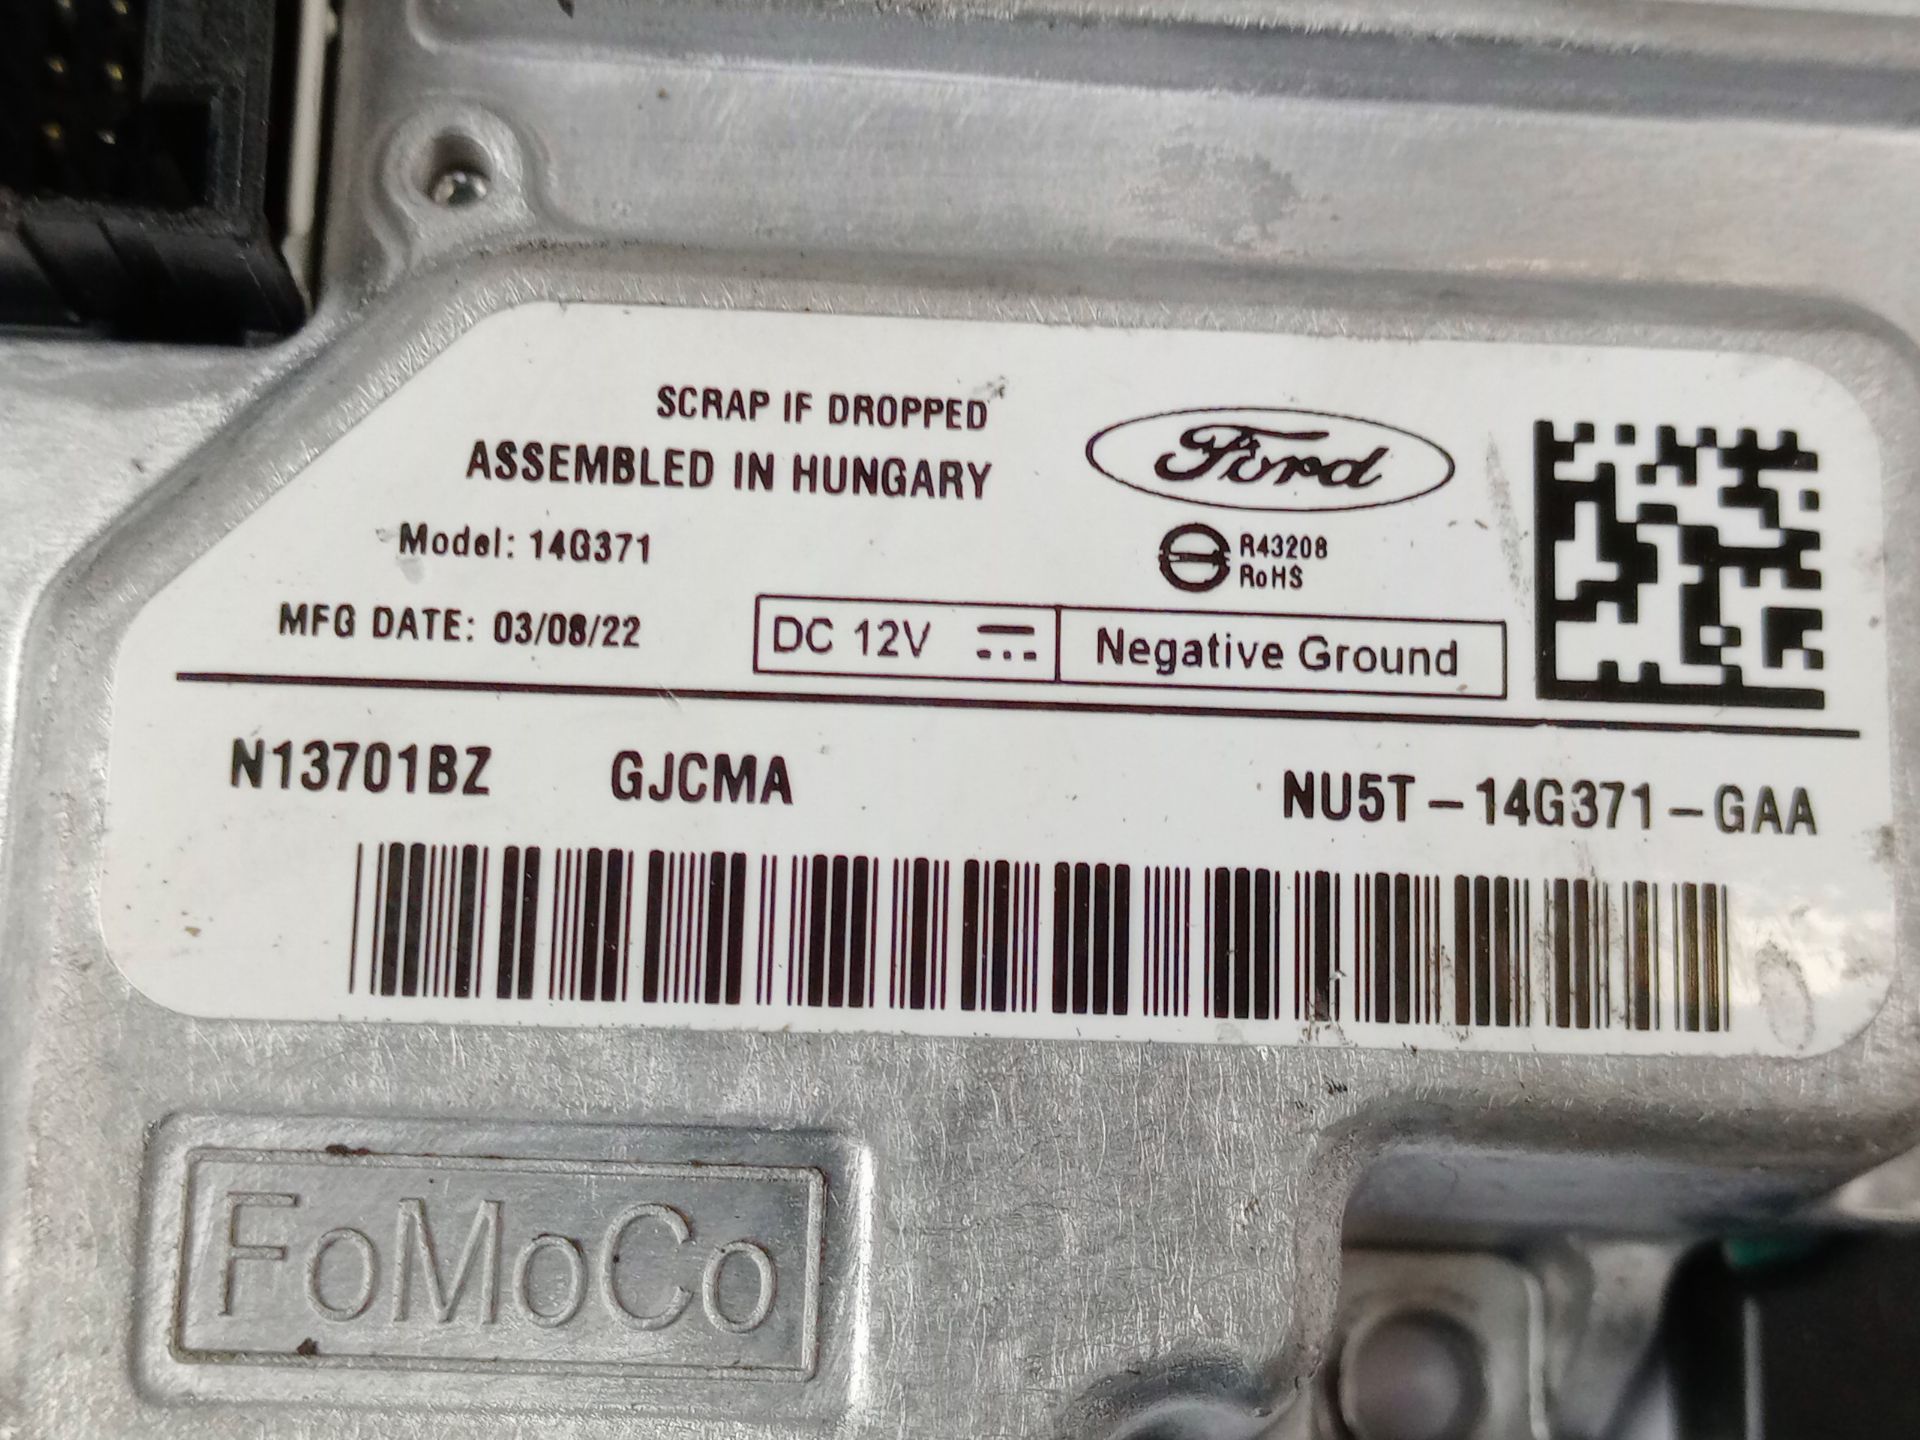 SCRAP IF DROPPED
ASSEMBLED IN HUNGARY
Ford
Model: 14G371
R43208
RoHS
MFG DATE: 03/08/22
DC 12V
Negative Ground
N13701BZ GJCMA NU5T-14G371-GAA
FoMoCo